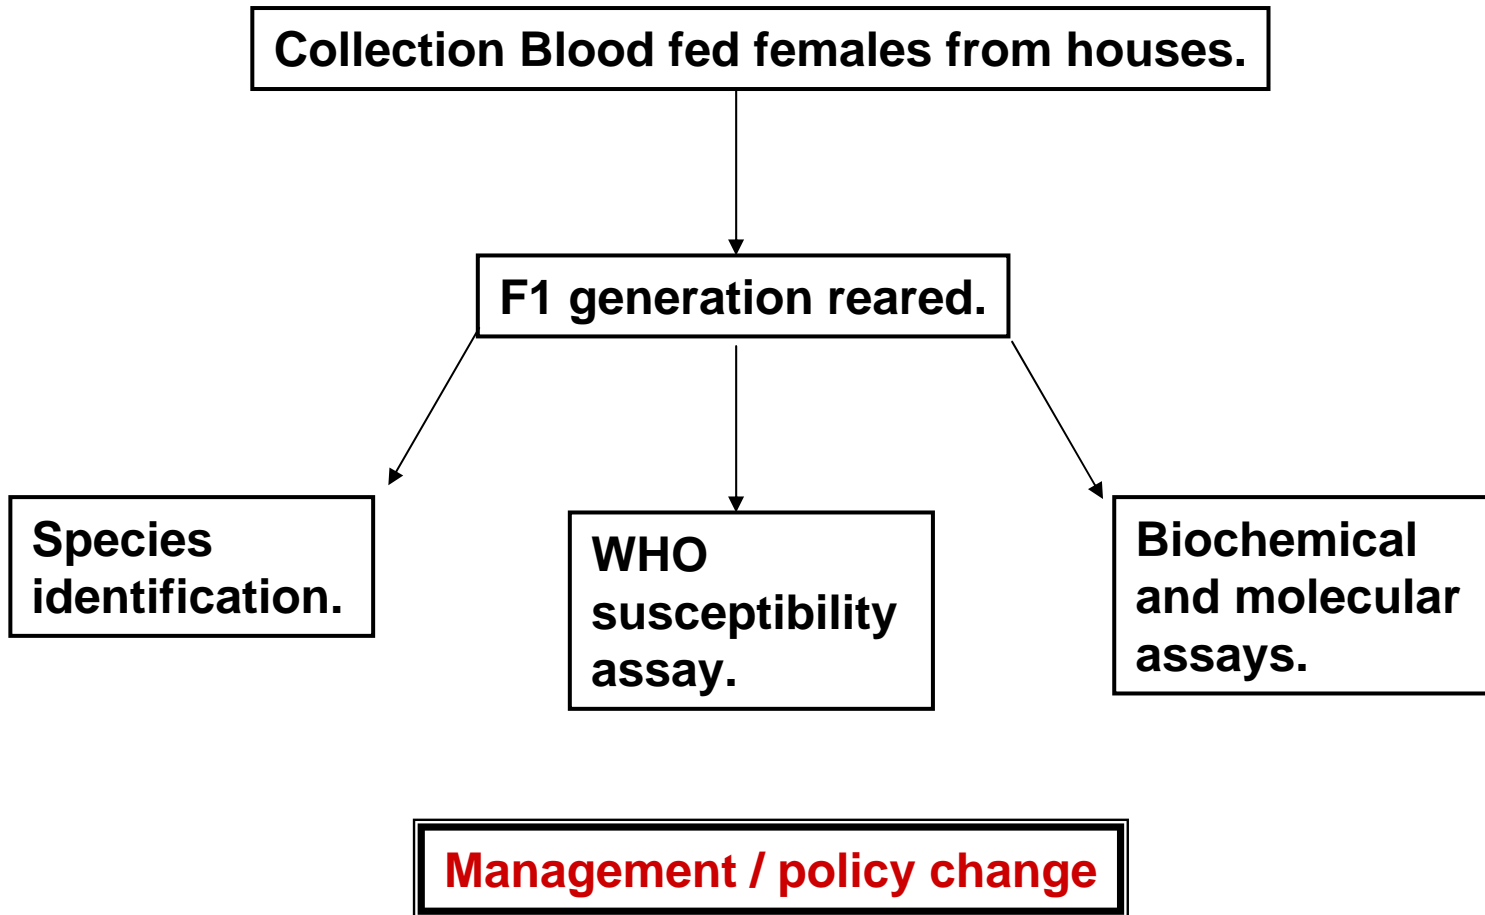 Collection Blood fed females from houses.
F1 generation reared.
Species
identification.
WHO
susceptibility
assay.
Biochemical
and molecular
assays.
Management / policy change